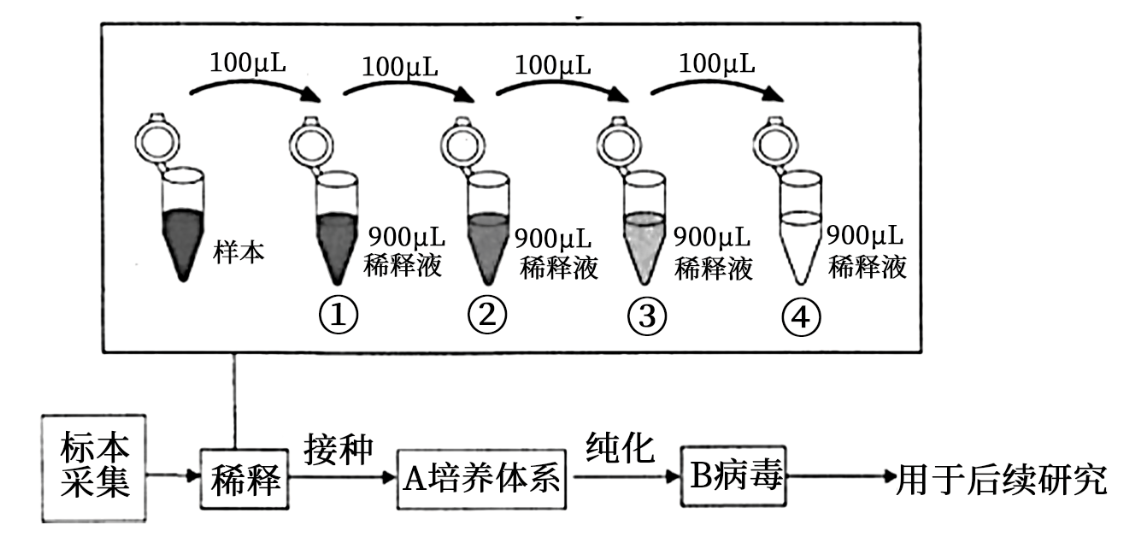 100μL
100μL
100μL
100μL
样本
900μL
稀释液
900μL
稀释液
900μL
稀释液
900μL
稀释液
①
②
③
④
标本
采集
稀释
接种
A培养体系
纯化
B病毒
用于后续研究